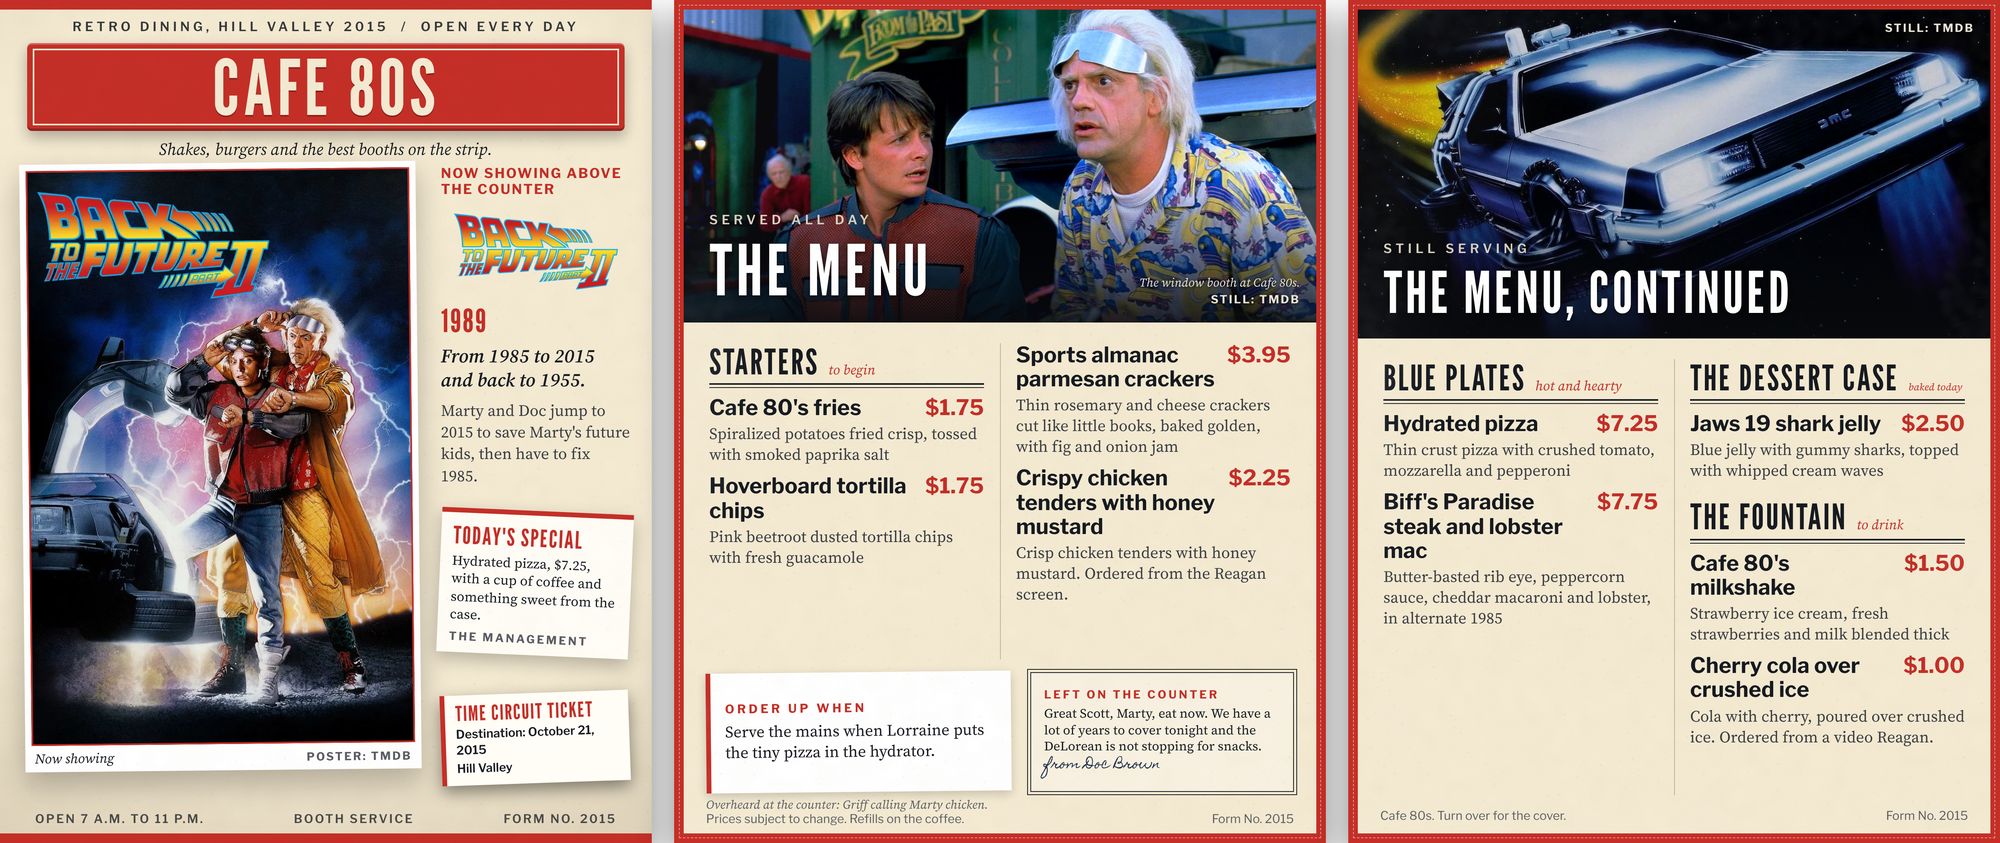 RETRO DINING, HILL VALLEY 2015 / OPEN EVERY DAY
CAFE 80S
Shakes, burgers and the best booths on the strip.
BACK
TO THE FUTURE
PART II
Now showing
POSTER: TMDB
NOW SHOWING ABOVE
THE COUNTER
BACK
TO THE FUTURE
PART II
1989
From 1985 to 2015
and back to 1955.
Marty and Doc jump to
2015 to save Marty's future
kids, then have to fix
1985.
TODAY'S SPECIAL
Hydrated pizza, $7.25,
with a cup of coffee and
something sweet from the
case.
THE MANAGEMENT
TIME CIRCUIT TICKET
Destination: October 21,
2015
Hill Valley
OPEN 7 A.M. TO 11 P.M.
BOOTH SERVICE
FORM NO. 2015
FROM THE PAST
SERVED ALL DAY
THE MENU
The window booth at Cafe 80s.
STILL: TMDB
STARTERS to begin
Cafe 80's fries $1.75
Spiralized potatoes fried crisp, tossed
with smoked paprika salt
Hoverboard tortilla $1.75
chips
Pink beetroot dusted tortilla chips
with fresh guacamole
Sports almanac $3.95
parmesan crackers
Thin rosemary and cheese crackers
cut like little books, baked golden,
with fig and onion jam
Crispy chicken $2.25
tenders with honey
mustard
Crisp chicken tenders with honey
mustard. Ordered from the Reagan
screen.
ORDER UP WHEN
Serve the mains when Lorraine puts
the tiny pizza in the hydrator.
LEFT ON THE COUNTER
Great Scott, Marty, eat now. We have a
lot of years to cover tonight and the
DeLorean is not stopping for snacks.
from Doc Brown
Overheard at the counter: Griff calling Marty chicken.
Prices subject to change. Refills on the coffee.
Form No. 2015
STILL: TMDB
DMC
STILL SERVING
THE MENU, CONTINUED
BLUE PLATES hot and hearty
Hydrated pizza $7.25
Thin crust pizza with crushed tomato,
mozzarella and pepperoni
Biff's Paradise $7.75
steak and lobster
mac
Butter-basted rib eye, peppercorn
sauce, cheddar macaroni and lobster,
in alternate 1985
THE DESSERT CASE baked today
Jaws 19 shark jelly $2.50
Blue jelly with gummy sharks, topped
with whipped cream waves
THE FOUNTAIN to drink
Cafe 80's $1.50
milkshake
Strawberry ice cream, fresh
strawberries and milk blended thick
Cherry cola over $1.00
crushed ice
Cola with cherry, poured over crushed
ice. Ordered from a video Reagan.
Cafe 80s. Turn over for the cover.
Form No. 2015